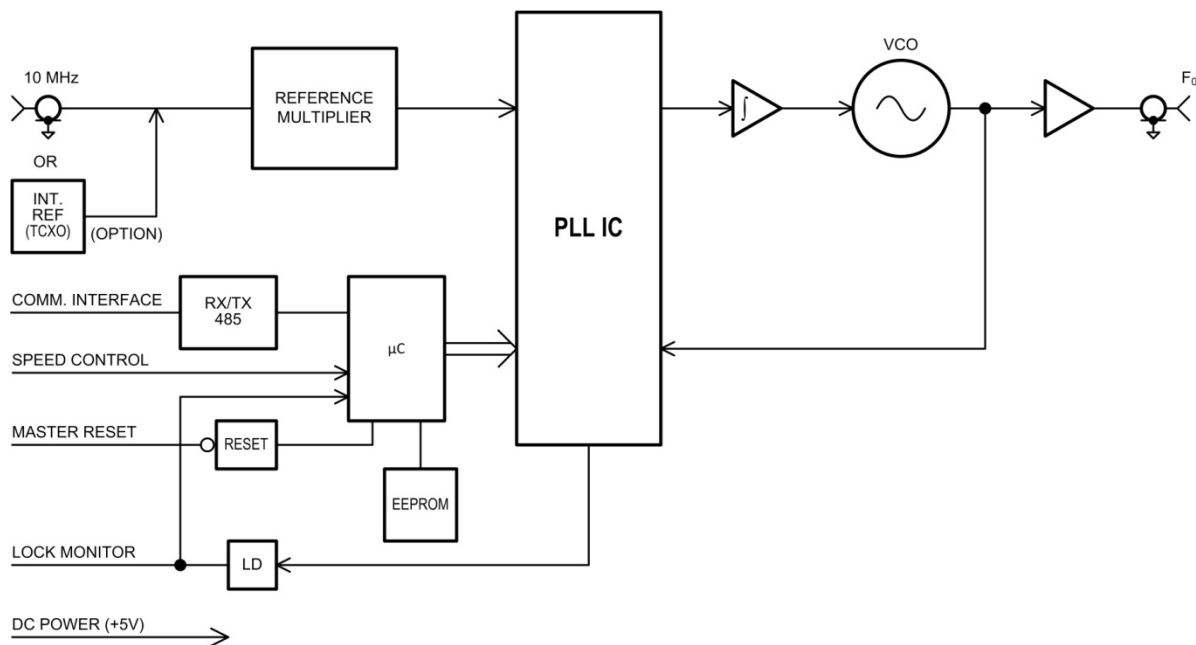 10 MHz
OR
INT.
REF
(TCXO)
(OPTION)
REFERENCE
MULTIPLIER
PLL IC
∫
VCO
F₀
COMM. INTERFACE
RX/TX
485
SPEED CONTROL
µC
MASTER RESET
RESET
EEPROM
LOCK MONITOR
LD
DC POWER (+5V)